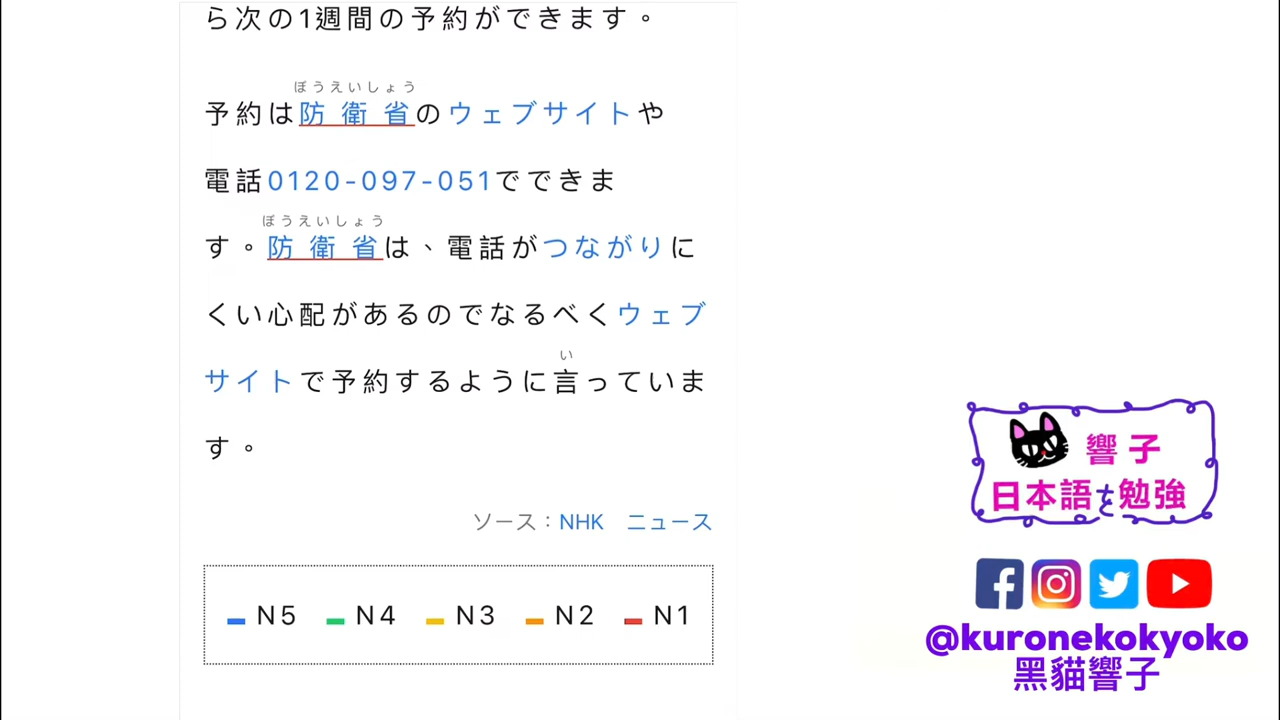 ら次の1週間の予約ができます。
ぼうえいしょう
予約は防衛省のウェブサイトや
電話0120-097-051でできま
ぼうえいしょう
す。防衛省は、電話がつながりに
くい心配があるのでなるべくウェブ
い
サイトで予約するように言っていま
す。
ソース：NHK ニュース
N5 N4 N3 N2 N1
響子
日本語を勉強
@kuronekokyoko
黑貓響子